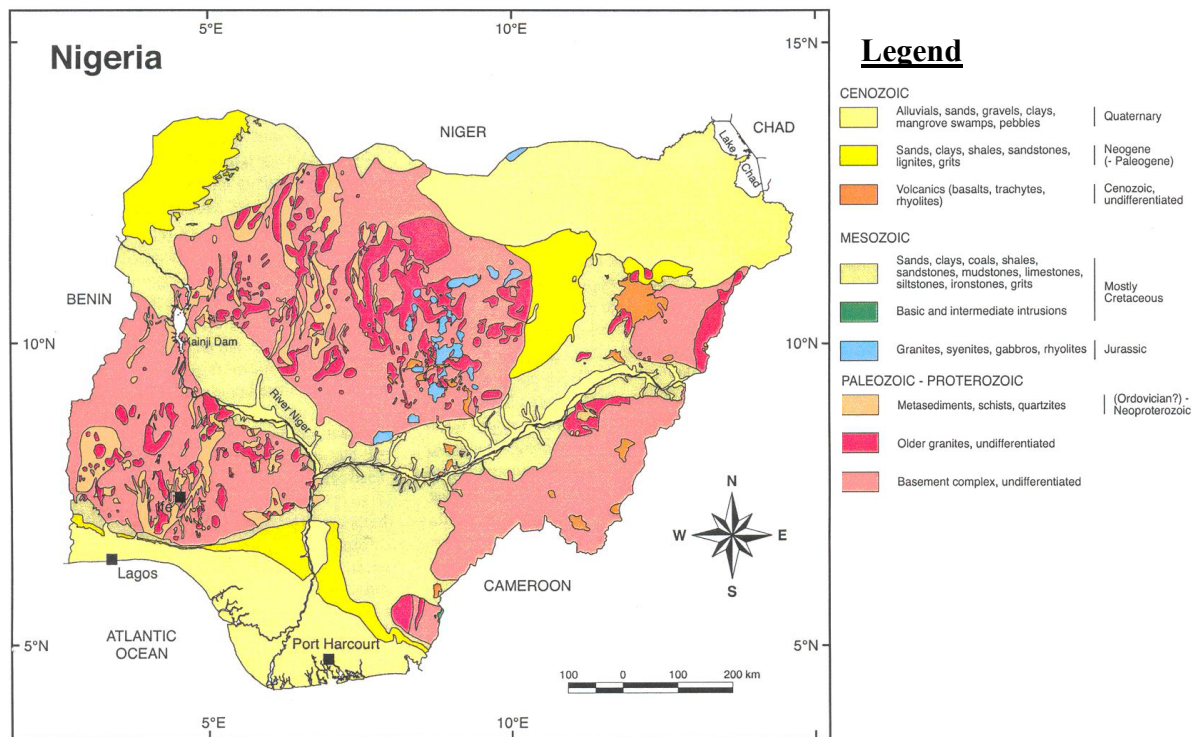 5°E
10°E
Nigeria
15°N
NIGER
CHAD
Lake
Chad
BENIN
10°N
10°N
Kainji Dam
River Niger
Ife
Lagos
CAMEROON
ATLANTIC
OCEAN
Port Harcourt
5°N
5°N
N
W
E
S
100
0
100
200 km
5°E
10°E
Legend
CENOZOIC
Alluvials, sands, gravels, clays,
mangrove swamps, pebbles
Quaternary
Sands, clays, shales, sandstones,
lignites, grits
Neogene
(- Paleogene)
Volcanics (basalts, trachytes,
rhyolites)
Cenozoic,
undifferentiated
MESOZOIC
Sands, clays, coals, shales,
sandstones, mudstones, limestones,
siltstones, ironstones, grits
Mostly
Cretaceous
Basic and intermediate intrusions
Granites, syenites, gabbros, rhyolites
Jurassic
PALEOZOIC - PROTEROZOIC
Metasediments, schists, quartzites
(Ordovician?) -
Neoproterozoic
Older granites, undifferentiated
Basement complex, undifferentiated